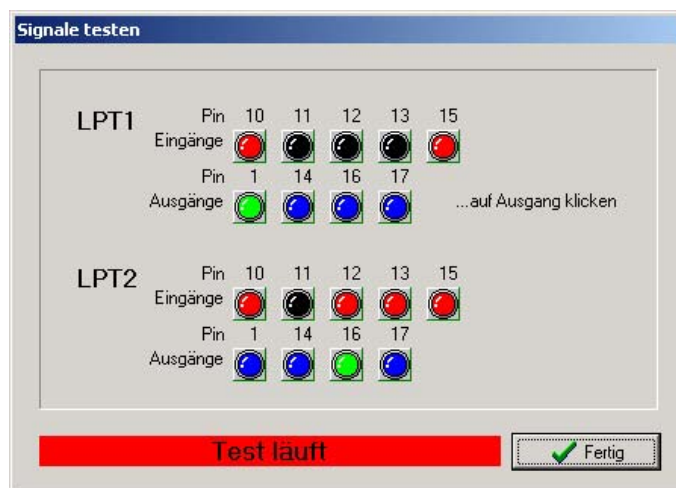 Signale testen
LPT1
Pin 10 11 12 13 15
Eingänge
Pin 1 14 16 17
Ausgänge
...auf Ausgang klicken
LPT2
Pin 10 11 12 13 15
Eingänge
Pin 1 14 16 17
Ausgänge
Test läuft
Fertig